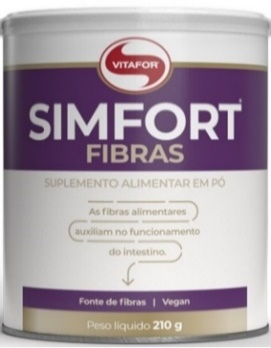 VITAFOR
SIMFORT®
FIBRAS
SUPLEMENTO ALIMENTAR EM PÓ
As fibras alimentares
auxiliam no funcionamento
do intestino.
Fonte de fibras | Vegan
Peso líquido 210 g